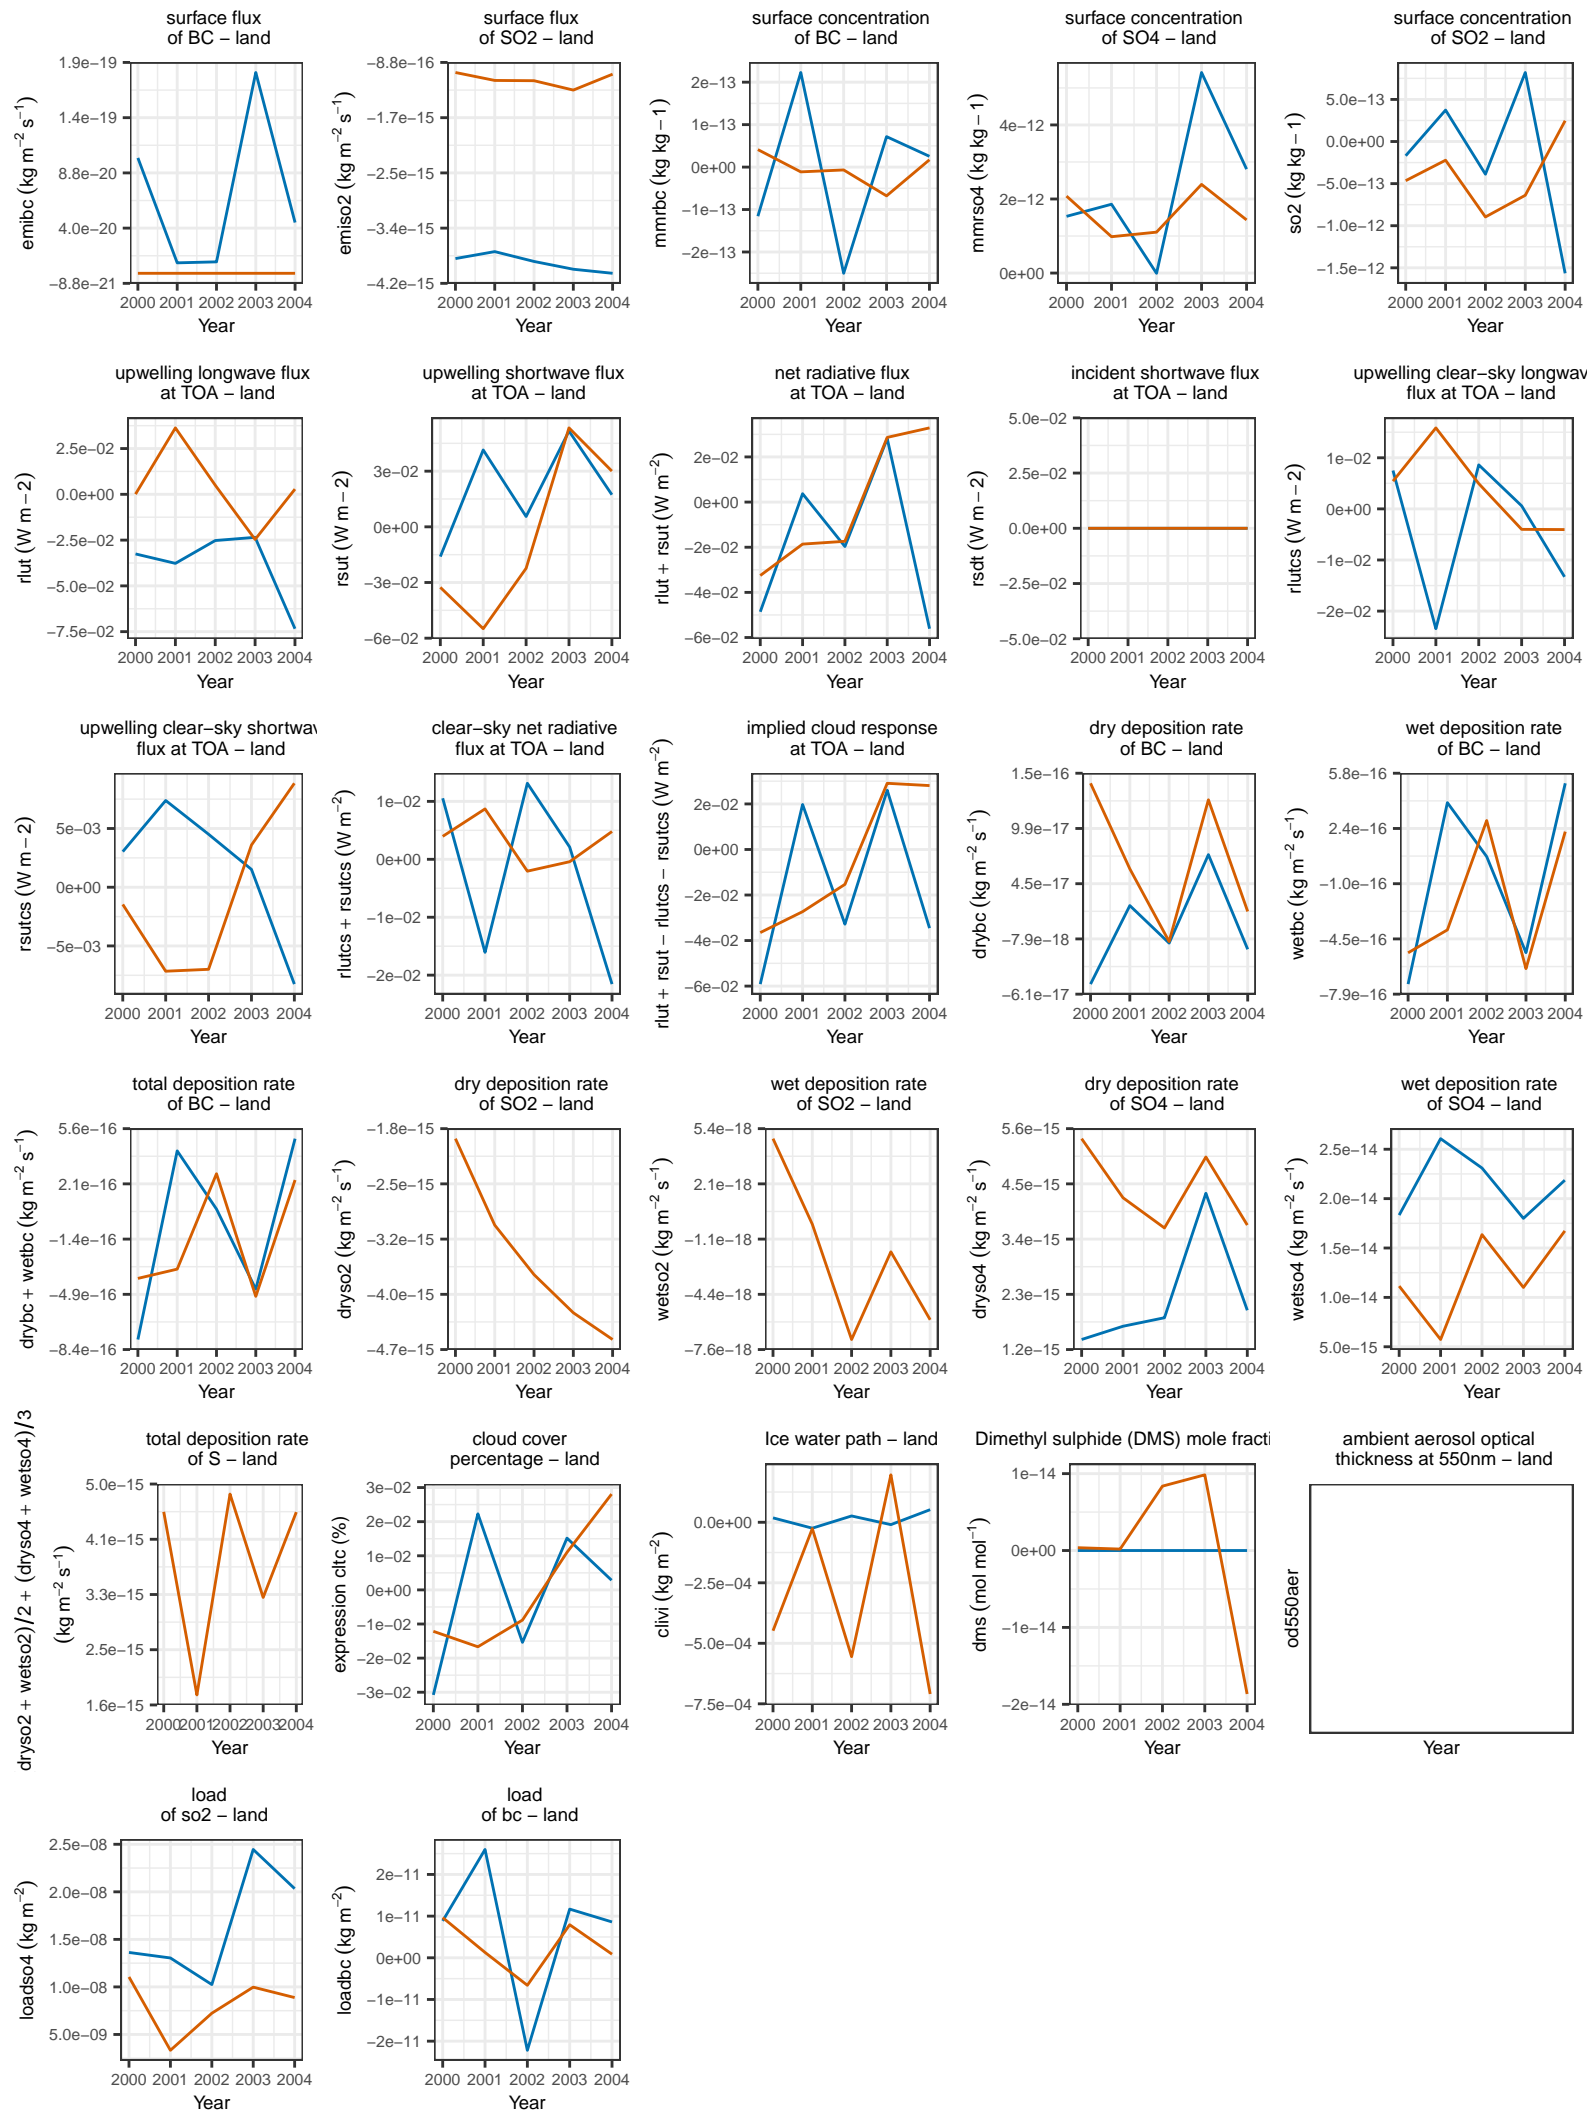 surface flux
of BC − land
surface flux
of SO2 − land
surface concentration
of BC − land
surface concentration
of SO4 − land
surface concentration
of SO2 − land
emibc (kg m−2 s−1)
1.9e−19
1.4e−19
8.8e−20
4.0e−20
−8.8e−21
2000 2001 2002 2003 2004
Year
emiso2 (kg m−2 s−1)
−8.8e−16
−1.7e−15
−2.5e−15
−3.4e−15
−4.2e−15
2000 2001 2002 2003 2004
Year
mmrbc (kg kg − 1)
2e−13
1e−13
0e+00
−1e−13
−2e−13
2000 2001 2002 2003 2004
Year
mmrso4 (kg kg − 1)
4e−12
2e−12
0e+00
2000 2001 2002 2003 2004
Year
so2 (kg kg − 1)
5.0e−13
0.0e+00
−5.0e−13
−1.0e−12
−1.5e−12
2000 2001 2002 2003 2004
Year
upwelling longwave flux
at TOA − land
upwelling shortwave flux
at TOA − land
net radiative flux
at TOA − land
incident shortwave flux
at TOA − land
upwelling clear−sky longwav
flux at TOA − land
rlut (W m − 2)
2.5e−02
0.0e+00
−2.5e−02
−5.0e−02
−7.5e−02
2000 2001 2002 2003 2004
Year
rsut (W m − 2)
3e−02
0e+00
−3e−02
−6e−02
2000 2001 2002 2003 2004
Year
rlut + rsut (W m−2)
2e−02
0e+00
−2e−02
−4e−02
−6e−02
2000 2001 2002 2003 2004
Year
rsdt (W m − 2)
5.0e−02
2.5e−02
0.0e+00
−2.5e−02
−5.0e−02
2000 2001 2002 2003 2004
Year
rlutcs (W m − 2)
1e−02
0e+00
−1e−02
−2e−02
2000 2001 2002 2003 2004
Year
upwelling clear−sky shortwav
flux at TOA − land
clear−sky net radiative
flux at TOA − land
implied cloud response
at TOA − land
dry deposition rate
of BC − land
wet deposition rate
of BC − land
rsutcs (W m − 2)
5e−03
0e+00
−5e−03
2000 2001 2002 2003 2004
Year
rlutcs + rsutcs (W m−2)
1e−02
0e+00
−1e−02
−2e−02
2000 2001 2002 2003 2004
Year
rlut + rsut − rlutcs − rsutcs (W m−2)
2e−02
0e+00
−2e−02
−4e−02
−6e−02
2000 2001 2002 2003 2004
Year
drybc (kg m−2 s−1)
1.5e−16
9.9e−17
4.5e−17
−7.9e−18
−6.1e−17
2000 2001 2002 2003 2004
Year
wetbc (kg m−2 s−1)
5.8e−16
2.4e−16
−1.0e−16
−4.5e−16
−7.9e−16
2000 2001 2002 2003 2004
Year
total deposition rate
of BC − land
dry deposition rate
of SO2 − land
wet deposition rate
of SO2 − land
dry deposition rate
of SO4 − land
wet deposition rate
of SO4 − land
drybc + wetbc (kg m−2 s−1)
5.6e−16
2.1e−16
−1.4e−16
−4.9e−16
−8.4e−16
2000 2001 2002 2003 2004
Year
dryso2 (kg m−2 s−1)
−1.8e−15
−2.5e−15
−3.2e−15
−4.0e−15
−4.7e−15
2000 2001 2002 2003 2004
Year
wetso2 (kg m−2 s−1)
5.4e−18
2.1e−18
−1.1e−18
−4.4e−18
−7.6e−18
2000 2001 2002 2003 2004
Year
dryso4 (kg m−2 s−1)
5.6e−15
4.5e−15
3.4e−15
2.3e−15
1.2e−15
2000 2001 2002 2003 2004
Year
wetso4 (kg m−2 s−1)
2.5e−14
2.0e−14
1.5e−14
1.0e−14
5.0e−15
2000 2001 2002 2003 2004
Year
total deposition rate
of S − land
cloud cover
percentage − land
Ice water path − land
Dimethyl sulphide (DMS) mole fracti
ambient aerosol optical
thickness at 550nm − land
dryso2 + wetso2)/2 + (dryso4 + wetso4)/3
(kg m−2 s−1)
5.0e−15
4.1e−15
3.3e−15
2.5e−15
1.6e−15
2000 2001 2002 2003 2004
Year
expression cltc (%)
3e−02
2e−02
1e−02
0e+00
−1e−02
−2e−02
−3e−02
2000 2001 2002 2003 2004
Year
clivi (kg m−2)
0.0e+00
−2.5e−04
−5.0e−04
−7.5e−04
2000 2001 2002 2003 2004
Year
dms (mol mol−1)
1e−14
0e+00
−1e−14
−2e−14
2000 2001 2002 2003 2004
Year
od550aer
Year
load
of so2 − land
load
of bc − land
loadso4 (kg m−2)
2.5e−08
2.0e−08
1.5e−08
1.0e−08
5.0e−09
2000 2001 2002 2003 2004
Year
loadbc (kg m−2)
2e−11
1e−11
0e+00
−1e−11
−2e−11
2000 2001 2002 2003 2004
Year